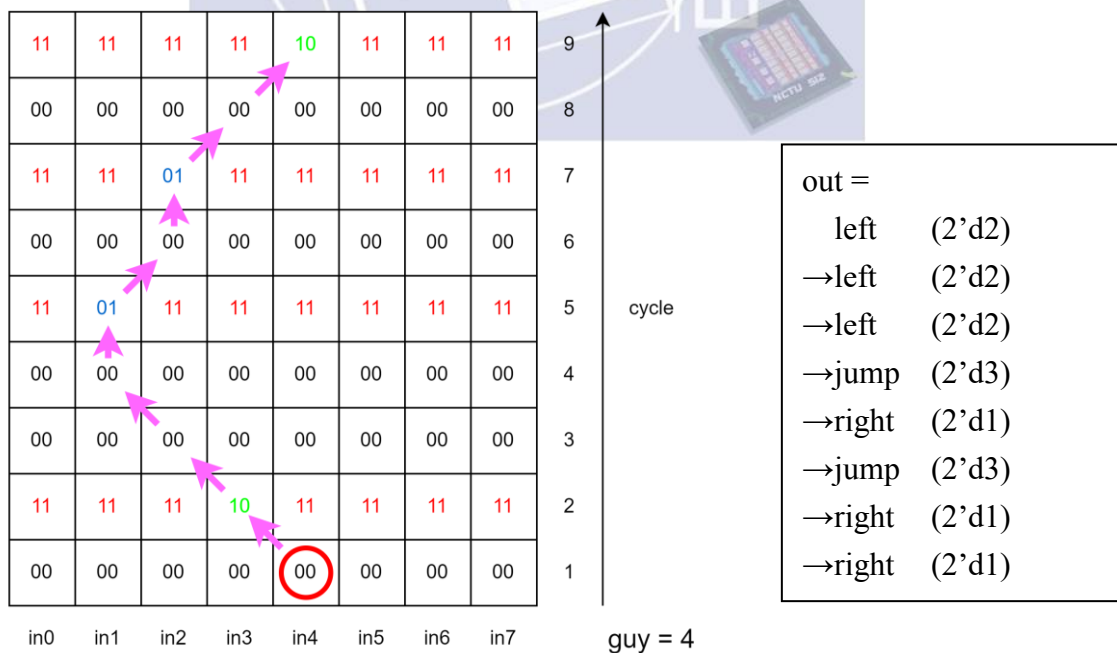 11 11 11 11 10 11 11 11 9
00 00 00 00 00 00 00 00 8
11 11 01 11 11 11 11 11 7
00 00 00 00 00 00 00 00 6
11 01 11 11 11 11 11 11 5
00 00 00 00 00 00 00 00 4
00 00 00 00 00 00 00 00 3
11 11 11 10 11 11 11 11 2
00 00 00 00 00 00 00 00 1
in0 in1 in2 in3 in4 in5 in6 in7
cycle
guy = 4
NCTU SI2
out =
left (2’d2)
→left (2’d2)
→left (2’d2)
→jump (2’d3)
→right (2’d1)
→jump (2’d3)
→right (2’d1)
→right (2’d1)